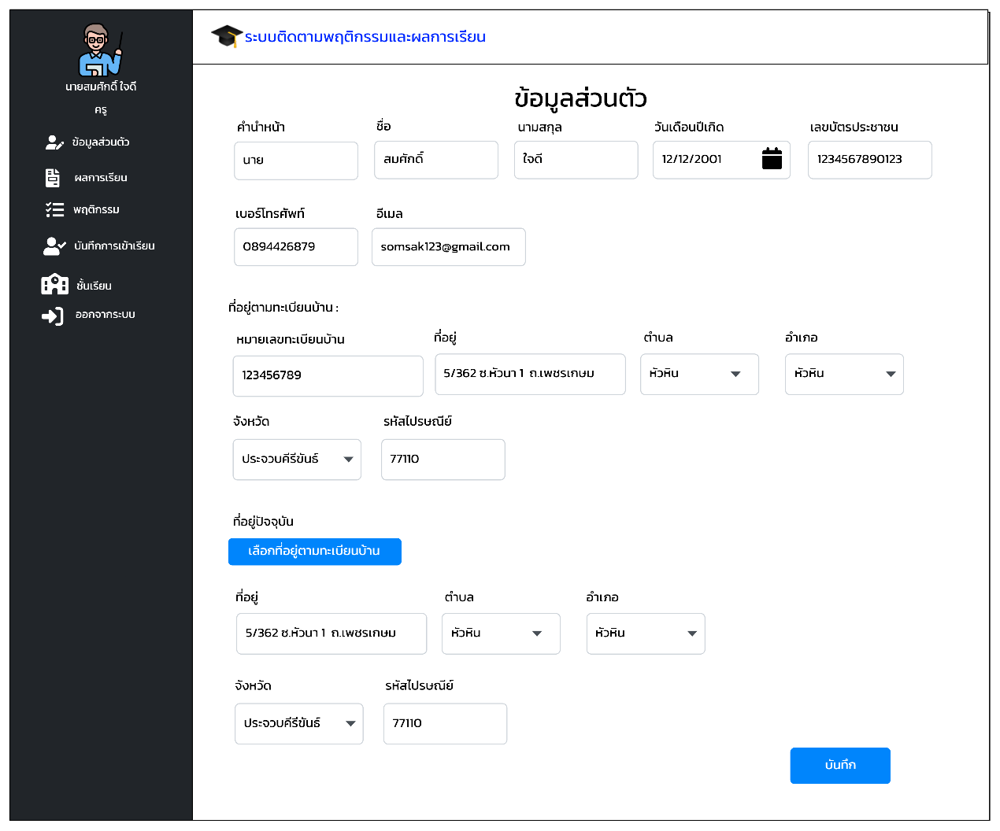 ระบบติดตามพฤติกรรมและผลการเรียน
นายสมศักดิ์ ใจดี
ครู
ข้อมูลส่วนตัว
ผลการเรียน
พฤติกรรม
บันทึกการเข้าเรียน
ชั้นเรียน
ออกจากระบบ
ข้อมูลส่วนตัว
คำนำหน้า ชื่อ นามสกุล วันเดือนปีเกิด เลขบัตรประชาชน
นาย สมศักดิ์ ใจดี 12/12/2001 1234567890123
เบอร์โทรศัพท์ อีเมล
0894426879 somsak123@gmail.com
ที่อยู่ตามทะเบียนบ้าน :
หมายเลขทะเบียนบ้าน ที่อยู่ ตำบล อำเภอ
123456789 5/362 ซ.หัวนา 1 ถ.เพชรเกษม หัวหิน หัวหิน
จังหวัด รหัสไปรษณีย์
ประจวบคีรีขันธ์ 77110
ที่อยู่ปัจจุบัน
เลือกที่อยู่ตามทะเบียนบ้าน
ที่อยู่ ตำบล อำเภอ
5/362 ซ.หัวนา 1 ถ.เพชรเกษม หัวหิน หัวหิน
จังหวัด รหัสไปรษณีย์
ประจวบคีรีขันธ์ 77110
บันทึก